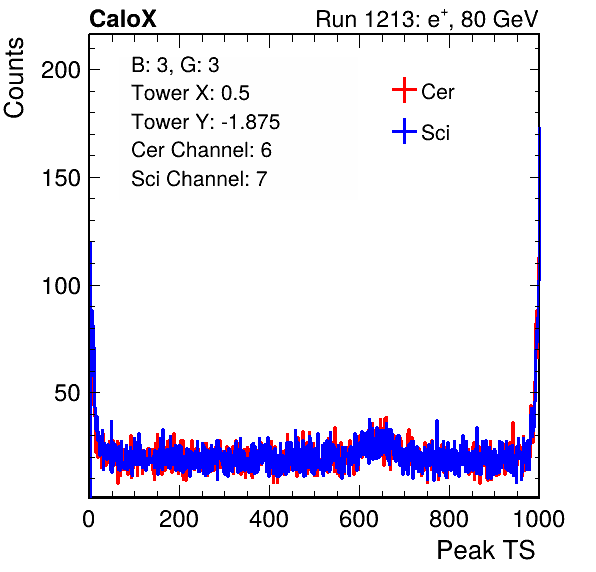 CaloX Run 1213: e⁺, 80 GeV
Counts
B: 3, G: 3
Tower X: 0.5
Tower Y: -1.875
Cer Channel: 6
Sci Channel: 7
Cer
Sci
200
150
100
50
0 200 400 600 800 1000
Peak TS